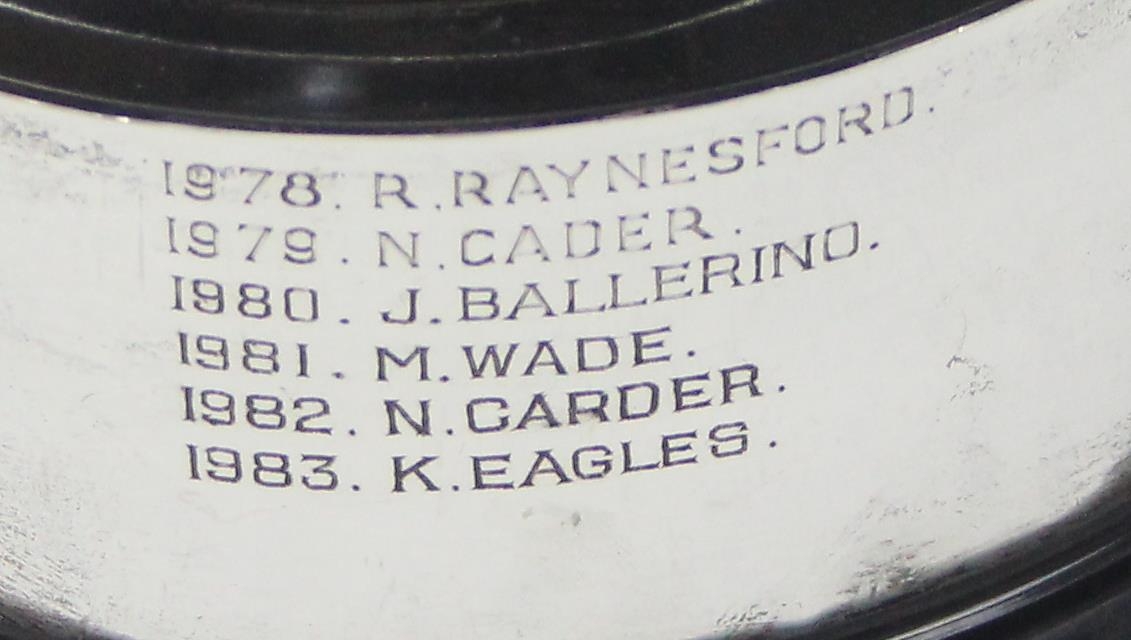 1978. R.RAYNESFORD.
1979. N.CADER.
1980. J.BALLERINO.
1981. M.WADE.
1982. N.CARDER.
1983. K.EAGLES.